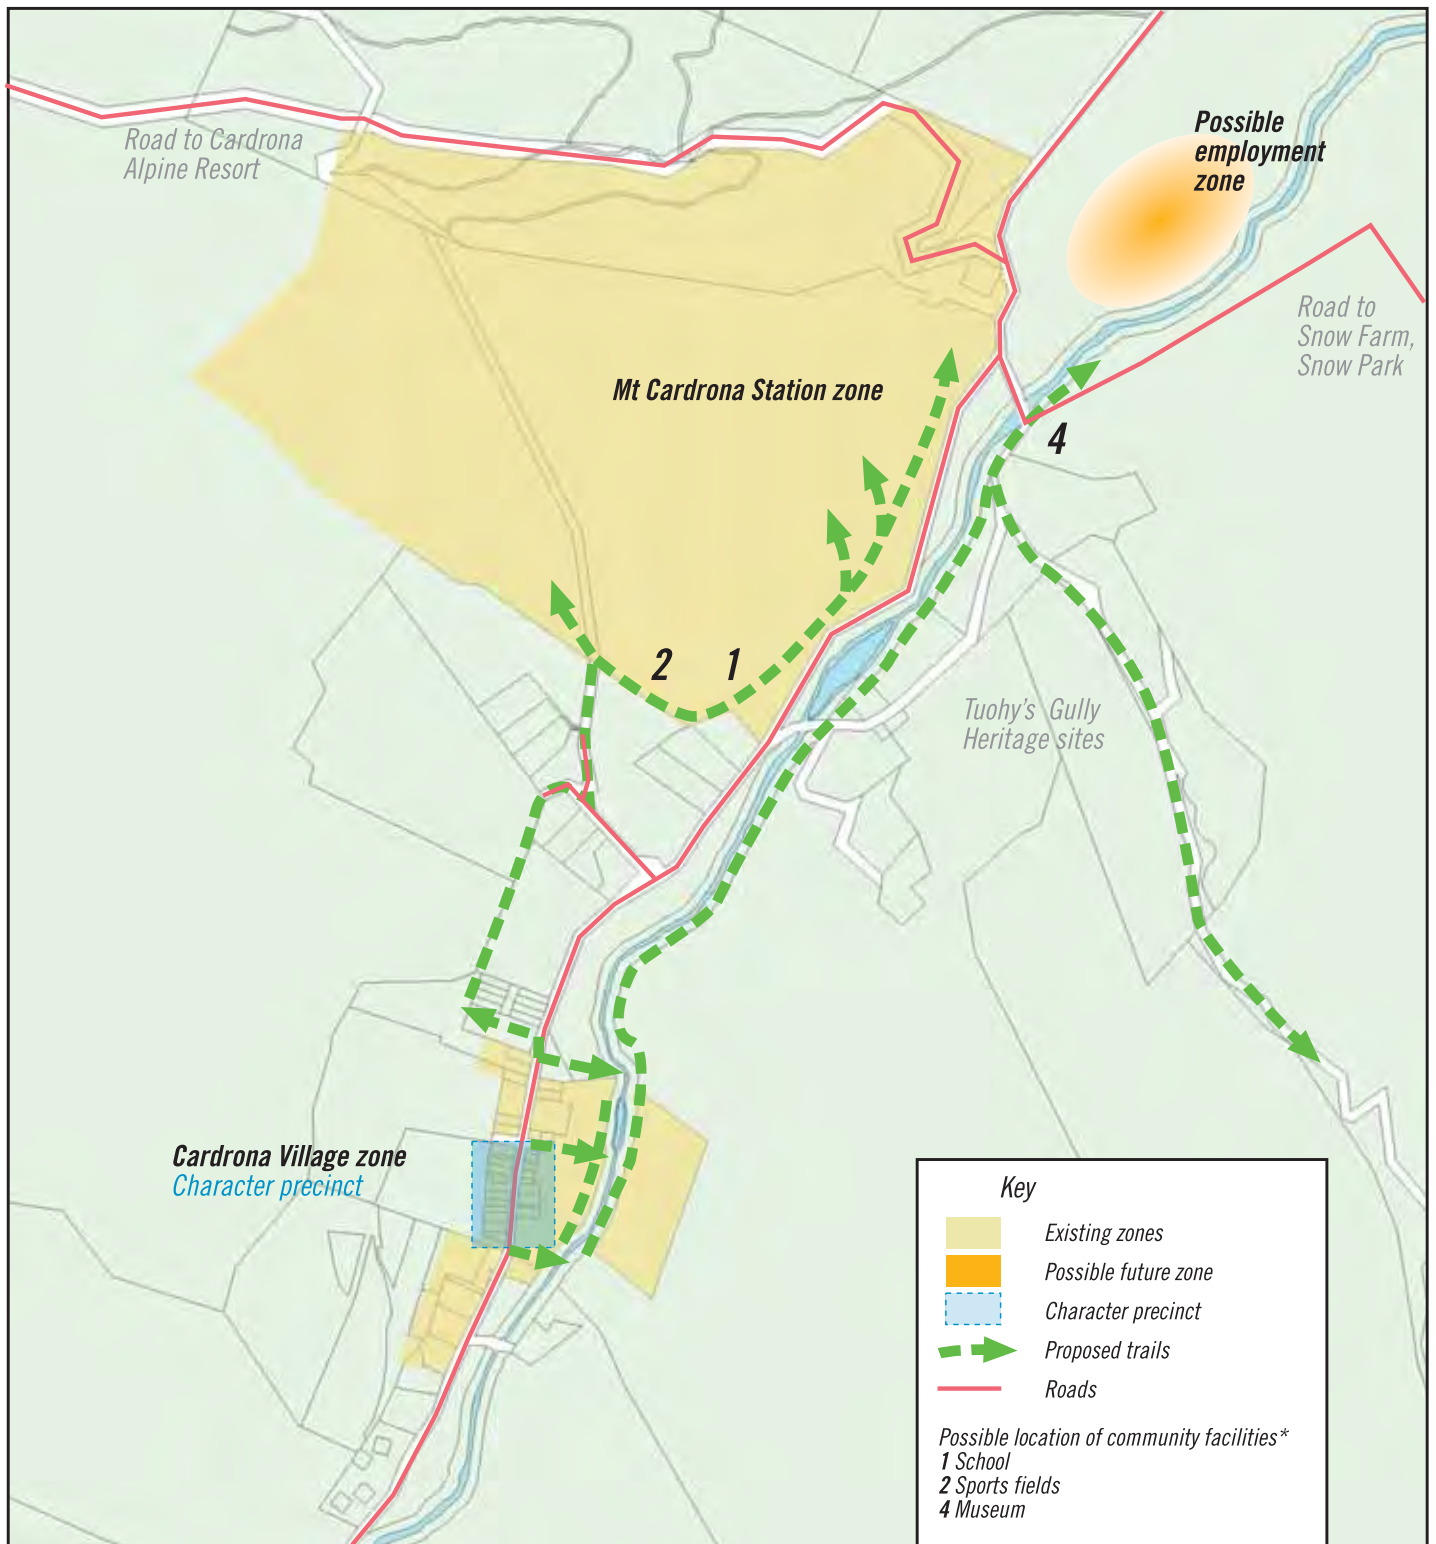 Road to Cardrona
Alpine Resort
Possible
employment
zone
Road to
Snow Farm,
Snow Park
Mt Cardrona Station zone
4
2
1
Tuohy's Gully
Heritage sites
Cardrona Village zone
Character precinct
Key
Existing zones
Possible future zone
Character precinct
Proposed trails
Roads
Possible location of community facilities*
1 School
2 Sports fields
4 Museum